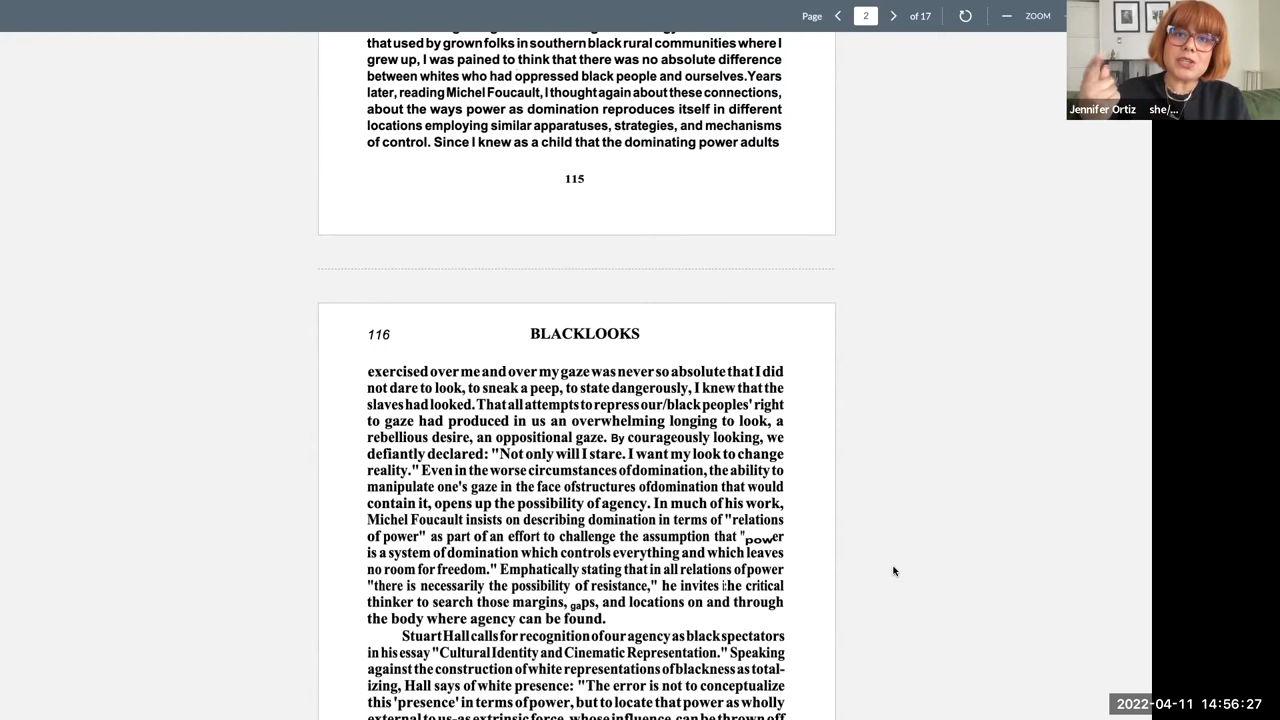 Page 2 of 17 ZOOM
that used by grown folks in southern black rural communities where I
grew up, I was pained to think that there was no absolute difference
between whites who had oppressed black people and ourselves.Years
later, reading Michel Foucault, I thought again about these connections,
about the ways power as domination reproduces itself in different
locations employing similar apparatuses, strategies, and mechanisms
of control. Since I knew as a child that the dominating power adults
115
116 BLACKLOOKS
exercised over me and over my gaze was never so absolute that I did
not dare to look, to sneak a peep, to state dangerously, I knew that the
slaves had looked. That all attempts to repress our/black peoples' right
to gaze had produced in us an overwhelming longing to look, a
rebellious desire, an oppositional gaze. By courageously looking, we
defiantly declared: "Not only will I stare. I want my look to change
reality." Even in the worse circumstances of domination, the ability to
manipulate one's gaze in the face ofstructures ofdomination that would
contain it, opens up the possibility of agency. In much of his work,
Michel Foucault insists on describing domination in terms of "relations
of power" as part of an effort to challenge the assumption that "power
is a system of domination which controls everything and which leaves
no room for freedom." Emphatically stating that in all relations of power
"there is necessarily the possibility of resistance," he invites the critical
thinker to search those margins, gaps, and locations on and through
the body where agency can be found.
Stuart Hall calls for recognition of our agency as black spectators
in his essay "Cultural Identity and Cinematic Representation." Speaking
against the construction of white representations of blackness as total-
izing, Hall says of white presence: "The error is not to conceptualize
this 'presence' in terms of power, but to locate that power as wholly
external to us-as extrinsic force, whose influence can be thrown off
Jennifer Ortiz she/...
2022-04-11 14:56:27